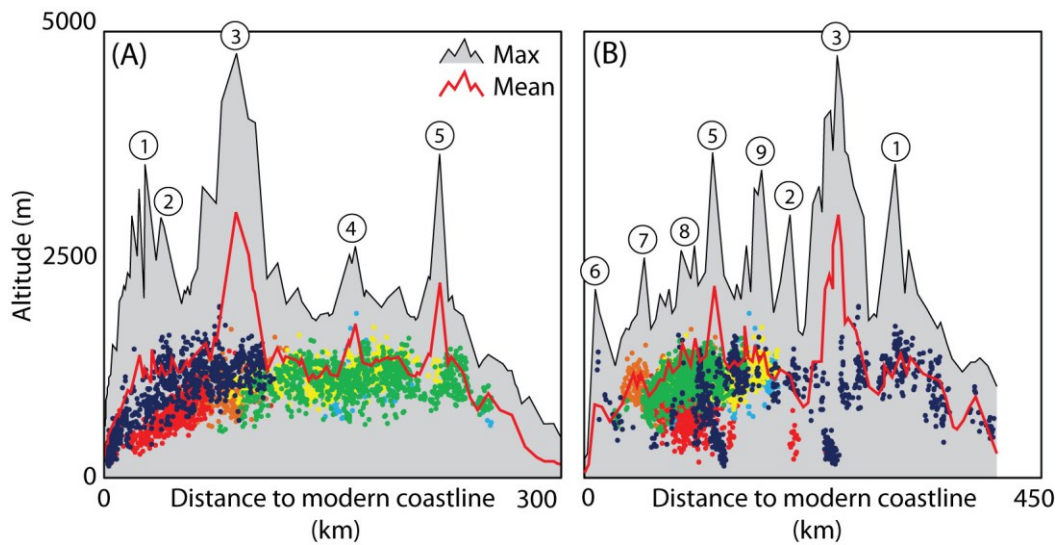 5000
(A)
3
Max
Mean
1
2
4
5
2500
0
Altitude (m)
0
Distance to modern coastline
(km)
300
(B)
3
5
9
1
2
7
8
6
0
Distance to modern coastline
(km)
450